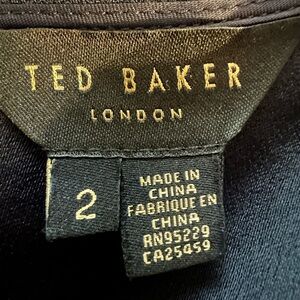 TED BAKER
LONDON
2
MADE IN
CHINA
FABRIQUE EN
CHINA
RN95229
CA25459